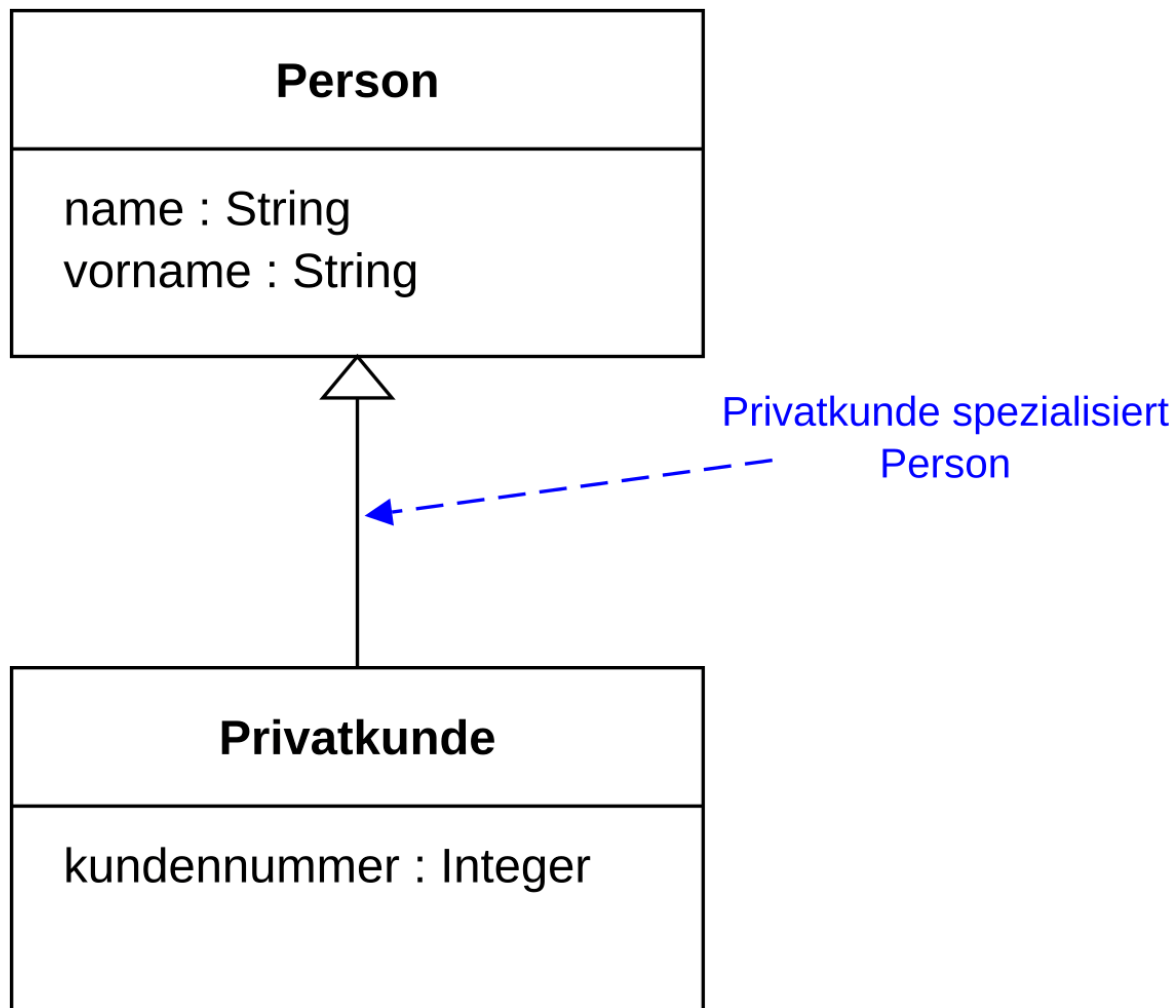 Person
name : String
vorname : String
Privatkunde spezialisiert
Person
Privatkunde
kundennummer : Integer